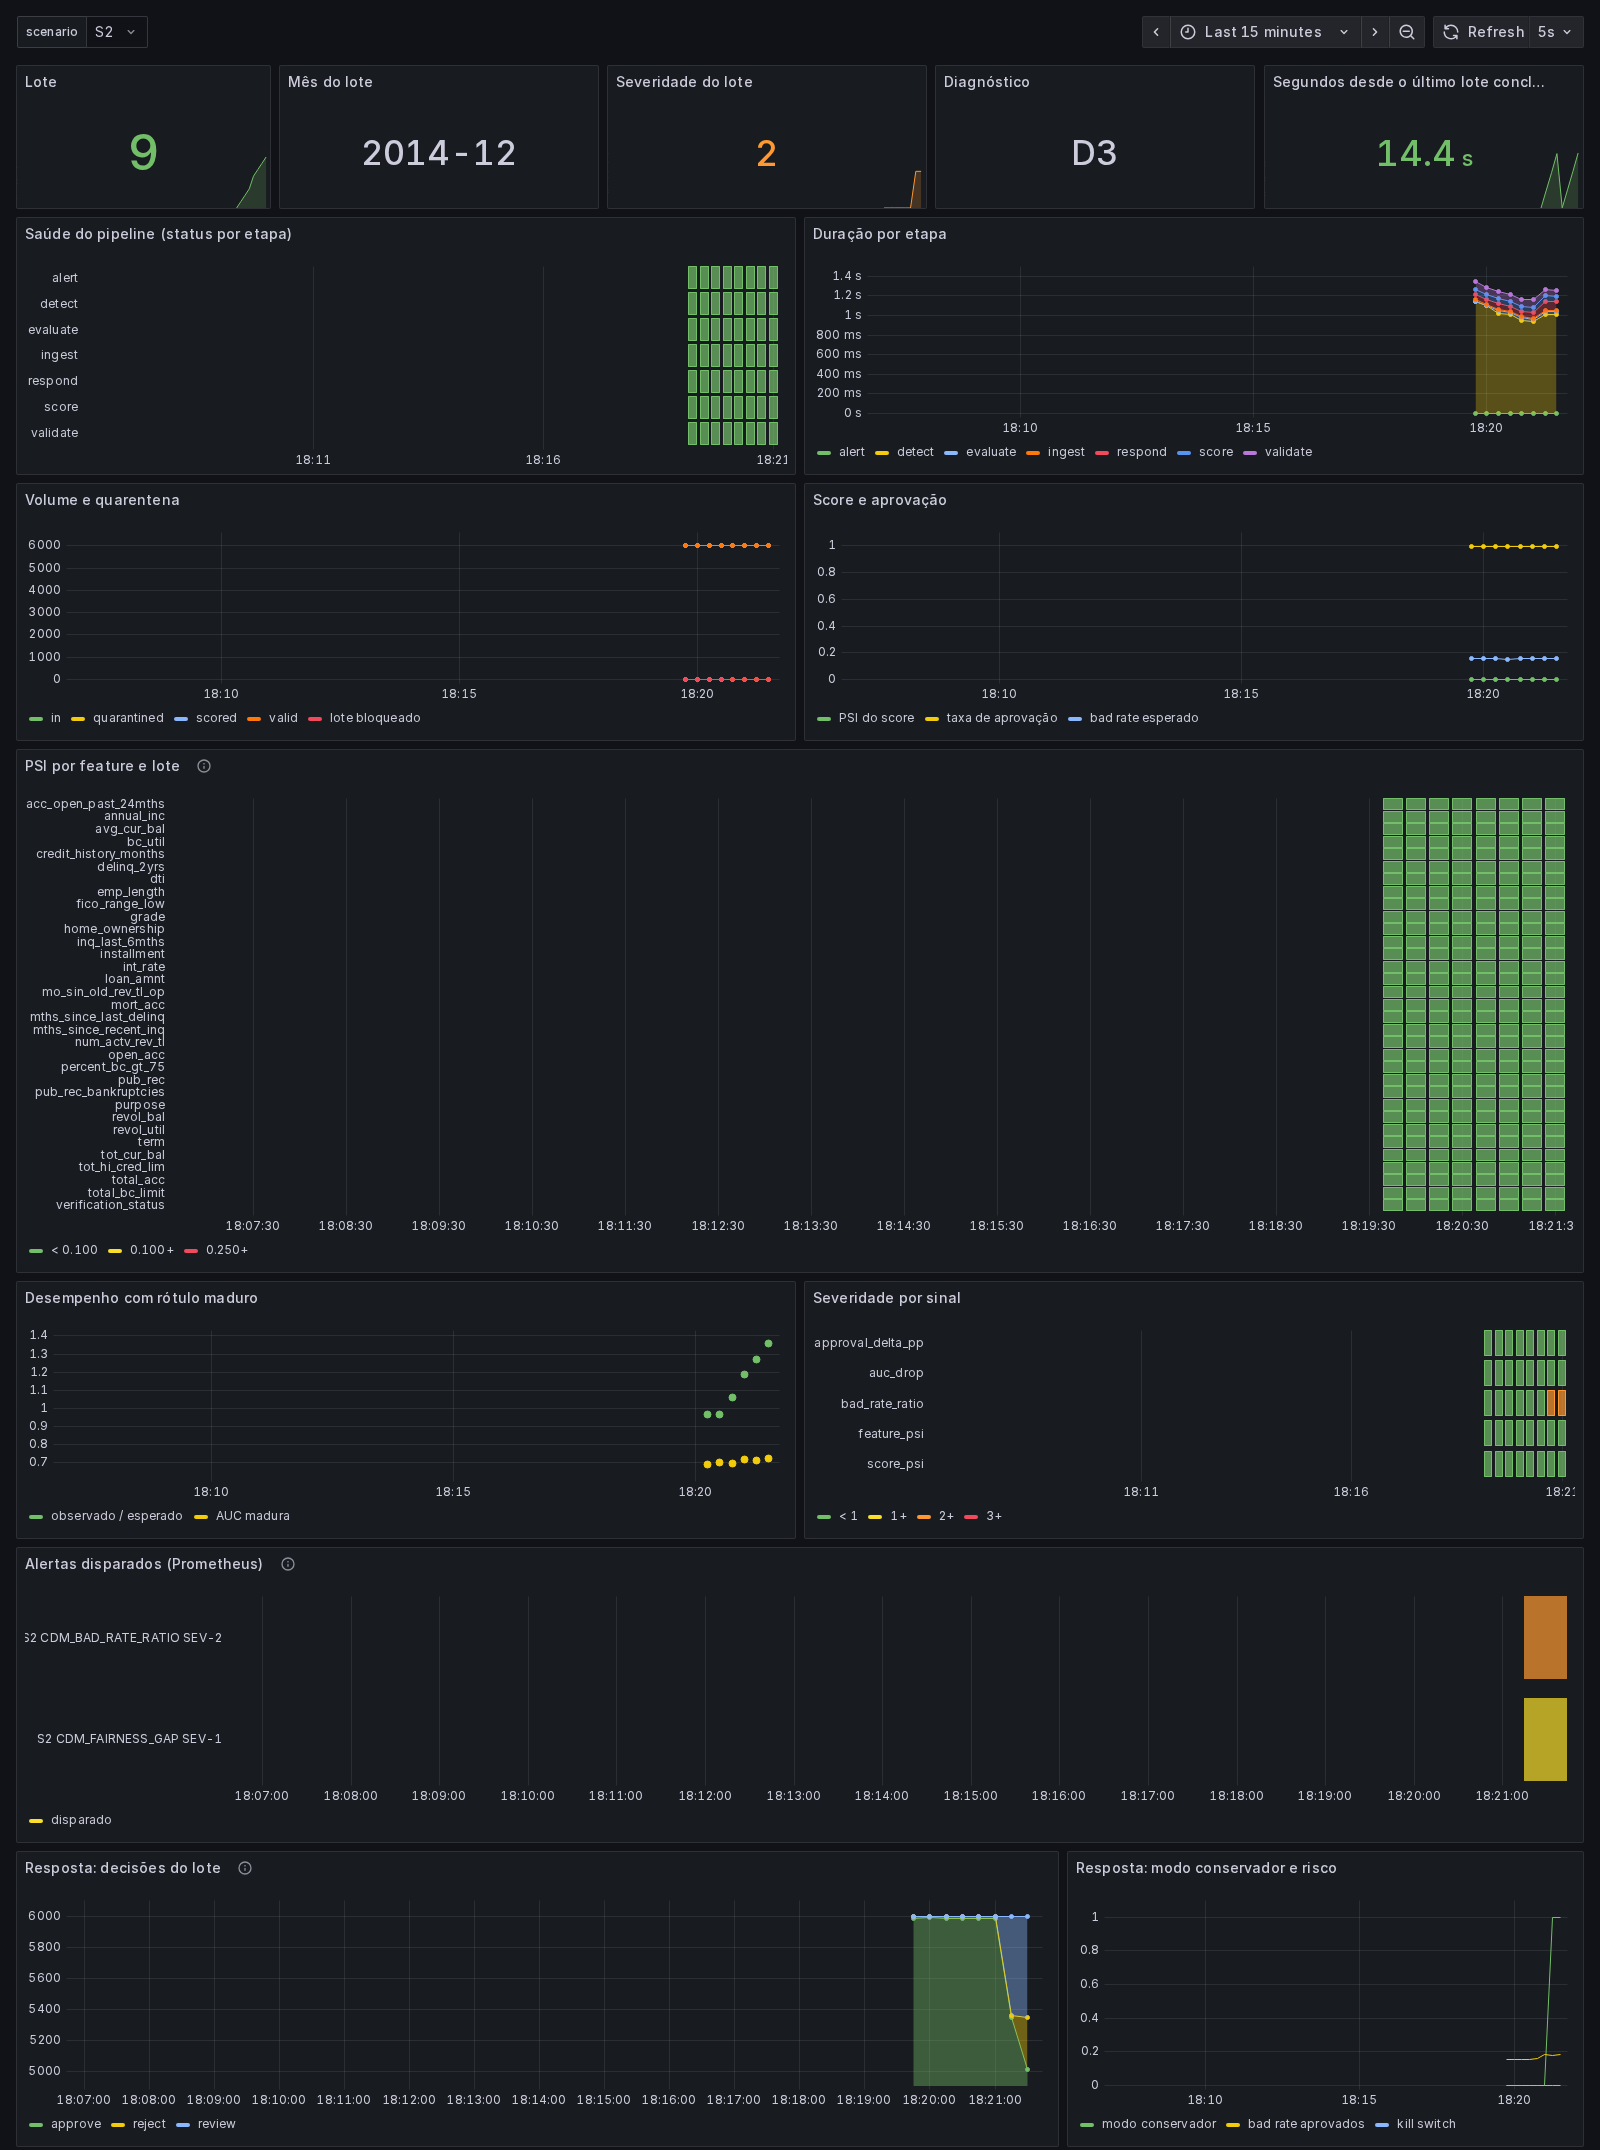 scenario S2
Last 15 minutes
Refresh 5s
Lote
9
Mês do lote
2014-12
Severidade do lote
2
Diagnóstico
D3
Segundos desde o último lote concl...
14.4 s
Saúde do pipeline (status por etapa)
alert
detect
evaluate
ingest
respond
score
validate
18:11 18:16 18:21
Duração por etapa
1.4 s
1.2 s
1 s
800 ms
600 ms
400 ms
200 ms
0 s
18:10 18:15 18:20
alert detect evaluate ingest respond score validate
Volume e quarentena
6000
5000
4000
3000
2000
1000
0
18:10 18:15 18:20
in quarantined scored valid lote bloqueado
Score e aprovação
1
0.8
0.6
0.4
0.2
0
18:10 18:15 18:20
PSI do score taxa de aprovação bad rate esperado
PSI por feature e lote
acc_open_past_24mths
annual_inc
avg_cur_bal
bc_util
credit_history_months
delinq_2yrs
dti
emp_length
fico_range_low
grade
home_ownership
inq_last_6mths
installment
int_rate
loan_amnt
mo_sin_old_rev_tl_op
mort_acc
mths_since_last_delinq
mths_since_recent_inq
num_actv_rev_tl
open_acc
percent_bc_gt_75
pub_rec
pub_rec_bankruptcies
purpose
revol_bal
revol_util
term
tot_cur_bal
tot_hi_cred_lim
total_acc
total_bc_limit
verification_status
18:07:30 18:08:30 18:09:30 18:10:30 18:11:30 18:12:30 18:13:30 18:14:30 18:15:30 18:16:30 18:17:30 18:18:30 18:19:30 18:20:30 18:21:3
< 0.100 0.100+ 0.250+
Desempenho com rótulo maduro
1.4
1.3
1.2
1.1
1
0.9
0.8
0.7
18:10 18:15 18:20
observado / esperado AUC madura
Severidade por sinal
approval_delta_pp
auc_drop
bad_rate_ratio
feature_psi
score_psi
18:11 18:16 18:21
< 1 1+ 2+ 3+
Alertas disparados (Prometheus)
S2 CDM_BAD_RATE_RATIO SEV-2
S2 CDM_FAIRNESS_GAP SEV-1
18:07:00 18:08:00 18:09:00 18:10:00 18:11:00 18:12:00 18:13:00 18:14:00 18:15:00 18:16:00 18:17:00 18:18:00 18:19:00 18:20:00 18:21:00
disparado
Resposta: decisões do lote
6000
5800
5600
5400
5200
5000
18:07:00 18:08:00 18:09:00 18:10:00 18:11:00 18:12:00 18:13:00 18:14:00 18:15:00 18:16:00 18:17:00 18:18:00 18:19:00 18:20:00 18:21:00
approve reject review
Resposta: modo conservador e risco
1
0.8
0.6
0.4
0.2
0
18:10 18:15 18:20
modo conservador bad rate aprovados kill switch